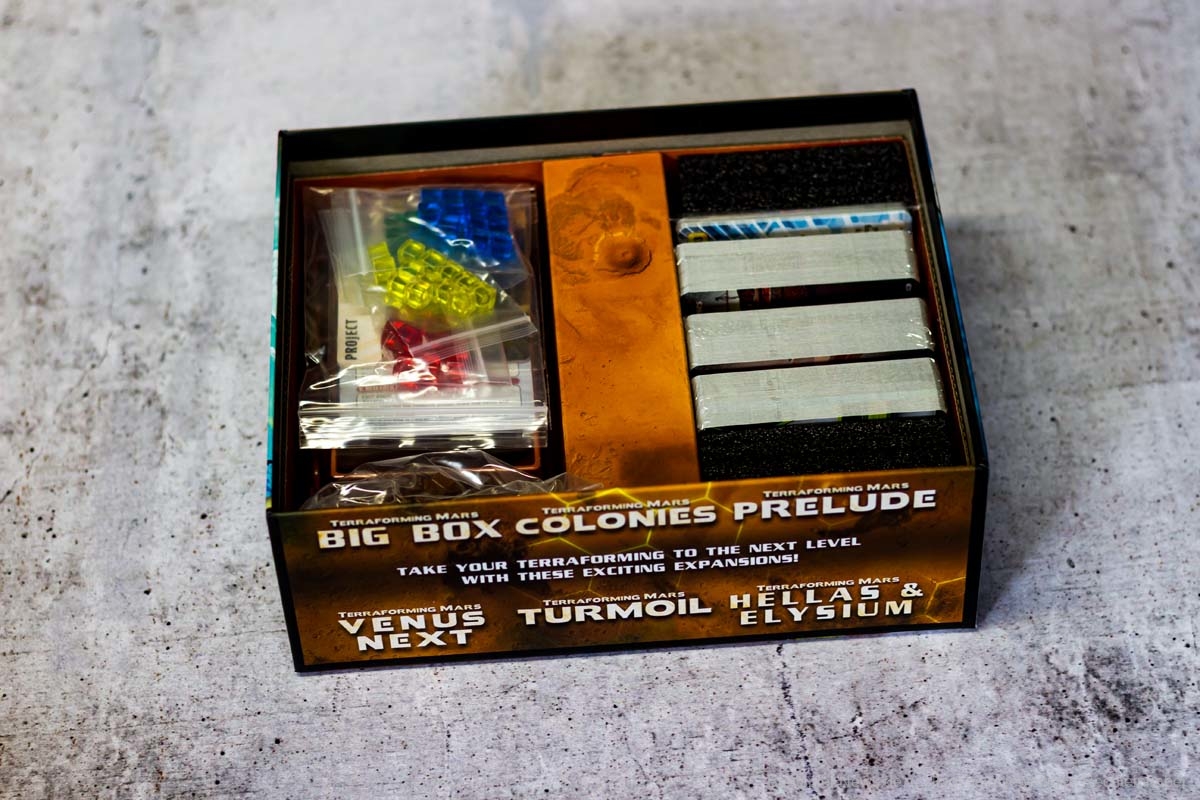 PROJECT
TERRAFORMING MARS
BIG BOX
TERRAFORMING MARS
COLONIES
TERRAFORMING MARS
PRELUDE
TAKE YOUR TERRAFORMING TO THE NEXT LEVEL
WITH THESE EXCITING EXPANSIONS!
TERRAFORMING MARS
VENUS
NEXT
TERRAFORMING MARS
TURMOIL
TERRAFORMING MARS
HELLAS &
ELYSIUM